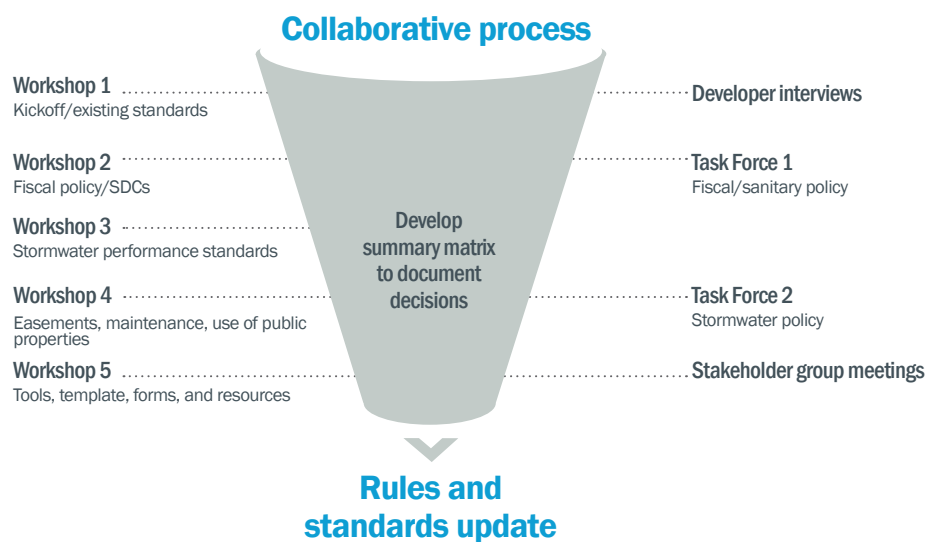 Collaborative process
Workshop 1
Kickoff/existing standards
Developer interviews
Workshop 2
Fiscal policy/SDCs
Task Force 1
Fiscal/sanitary policy
Workshop 3
Stormwater performance standards
Develop
summary matrix
to document
decisions
Workshop 4
Easements, maintenance, use of public
properties
Task Force 2
Stormwater policy
Workshop 5
Tools, template, forms, and resources
Stakeholder group meetings
Rules and
standards update